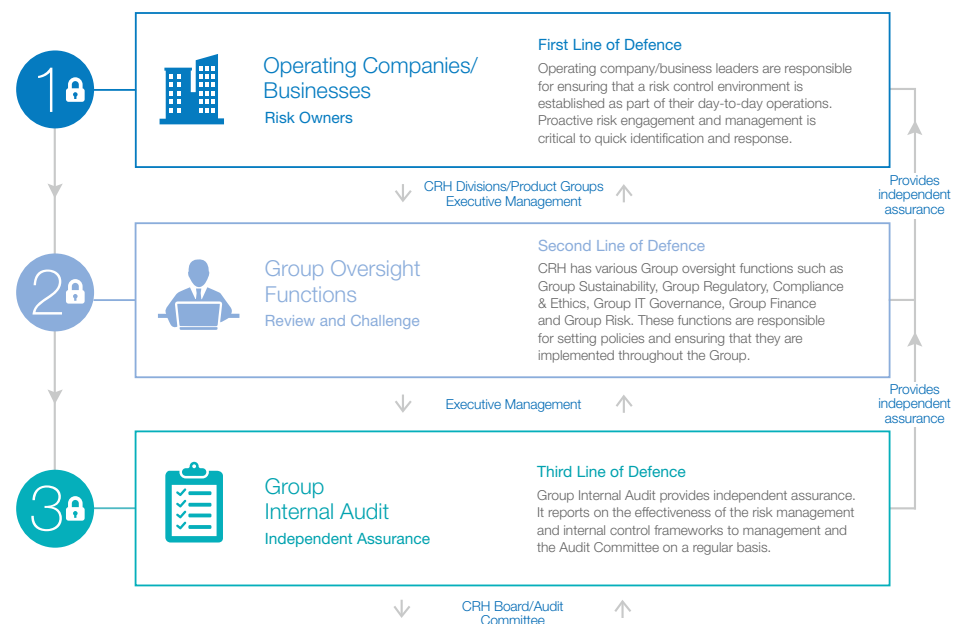 1
Operating Companies/
Businesses
Risk Owners
First Line of Defence
Operating company/business leaders are responsible
for ensuring that a risk control environment is
established as part of their day-to-day operations.
Proactive risk engagement and management is
critical to quick identification and response.
CRH Divisions/Product Groups
Executive Management
Provides
independent
assurance
2
Group Oversight
Functions
Review and Challenge
Second Line of Defence
CRH has various Group oversight functions such as
Group Sustainability, Group Regulatory, Compliance
& Ethics, Group IT Governance, Group Finance
and Group Risk. These functions are responsible
for setting policies and ensuring that they are
implemented throughout the Group.
Executive Management
Provides
independent
assurance
3
Group
Internal Audit
Independent Assurance
Third Line of Defence
Group Internal Audit provides independent assurance.
It reports on the effectiveness of the risk management
and internal control frameworks to management and
the Audit Committee on a regular basis.
CRH Board/Audit
Committee